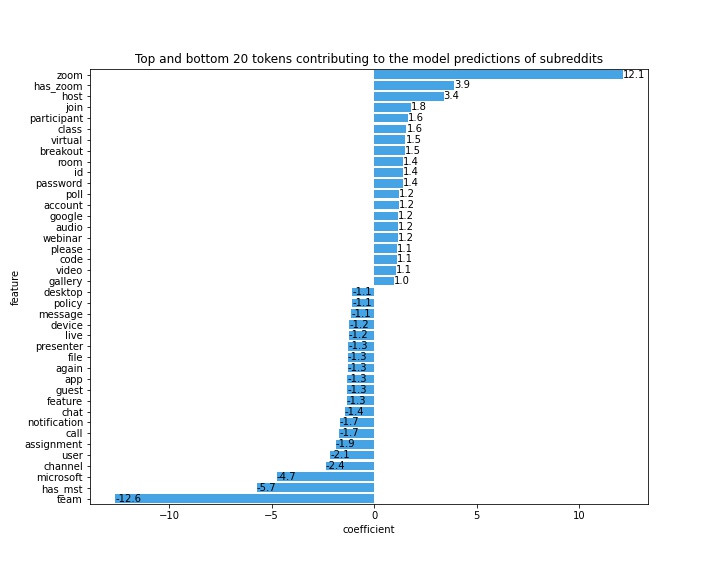 Top and bottom 20 tokens contributing to the model predictions of subreddits
zoom 12.1
has_zoom 3.9
host 3.4
join 1.8
participant 1.6
class 1.6
virtual 1.5
breakout 1.5
room 1.4
id 1.4
password 1.4
poll 1.2
account 1.2
google 1.2
audio 1.2
webinar 1.2
please 1.1
code 1.1
video 1.1
gallery 1.0
desktop -1.1
policy -1.1
message -1.1
device -1.2
live -1.2
presenter -1.3
file -1.3
again -1.3
app -1.3
guest -1.3
feature -1.3
chat -1.4
notification -1.7
call -1.7
assignment -1.9
user -2.1
channel -2.4
microsoft -4.7
has_mst -5.7
team -12.6
feature
−10 −5 0 5 10
coefficient